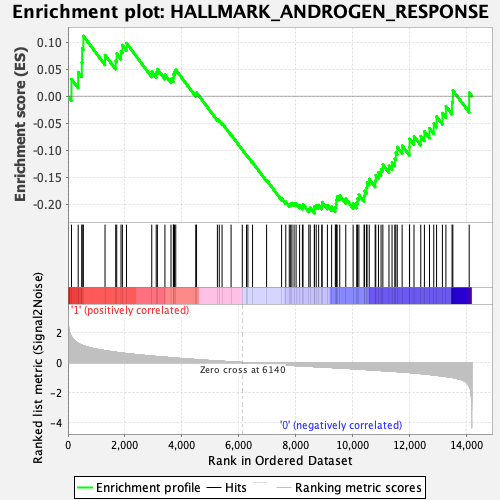 Enrichment plot: HALLMARK_ANDROGEN_RESPONSE
Enrichment score (ES)
0.10
0.05
0.00
-0.05
-0.10
-0.15
-0.20
'1' (positively correlated)
Ranked list metric (Signal2Noise)
2
0
-2
-4
Zero cross at 6140
'0' (negatively correlated)
0
2,000
4,000
6,000
8,000
10,000
12,000
14,000
Rank in Ordered Dataset
Enrichment profile
Hits
Ranking metric scores